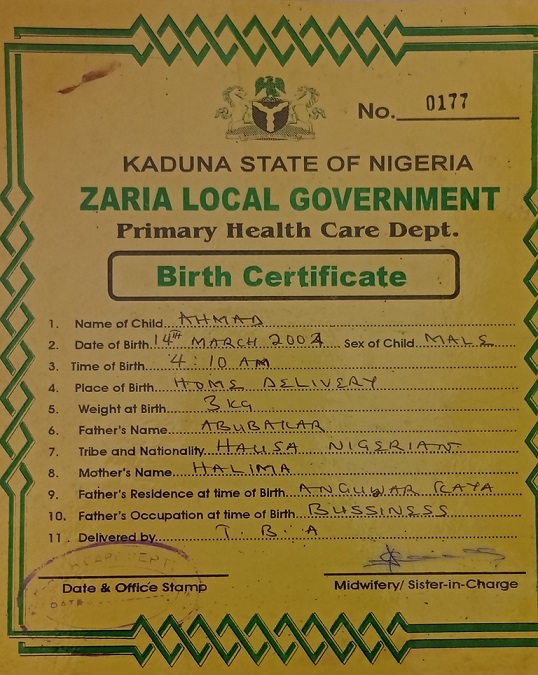 No. 0177
KADUNA STATE OF NIGERIA
ZARIA LOCAL GOVERNMENT
Primary Health Care Dept.
Birth Certificate
1. Name of Child AHMAD
2. Date of Birth 14TH MARCH Sex of Child MALE
3. Time of Birth 4:10 AM
4. Place of Birth HOME DELIVERY
5. Weight at Birth 3KG
6. Father's Name ABUBAKAR
7. Tribe and Nationality HAUSA NIGERIAN
8. Mother's Name HALIMA
9. Father's Residence at time of Birth ANGUWAR KAYA
10. Father's Occupation at time of Birth BUSSINESS
11. Delivered by T.B.A
Date & Office Stamp Midwifery/ Sister-in-Charge